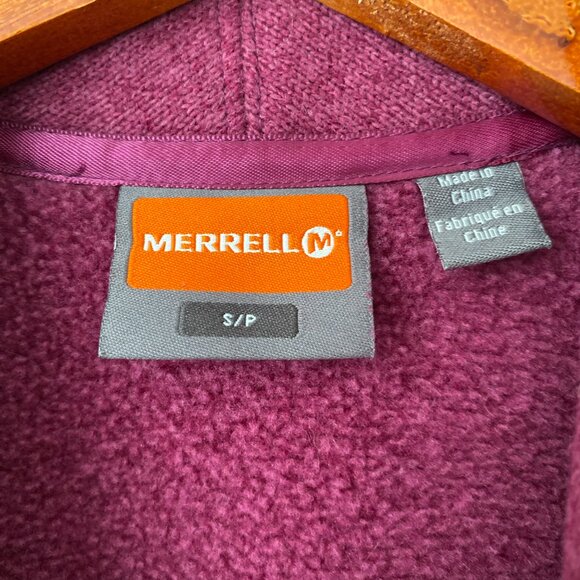 MERRELL M
S/P
Made in
China
Fabriqué en
Chine